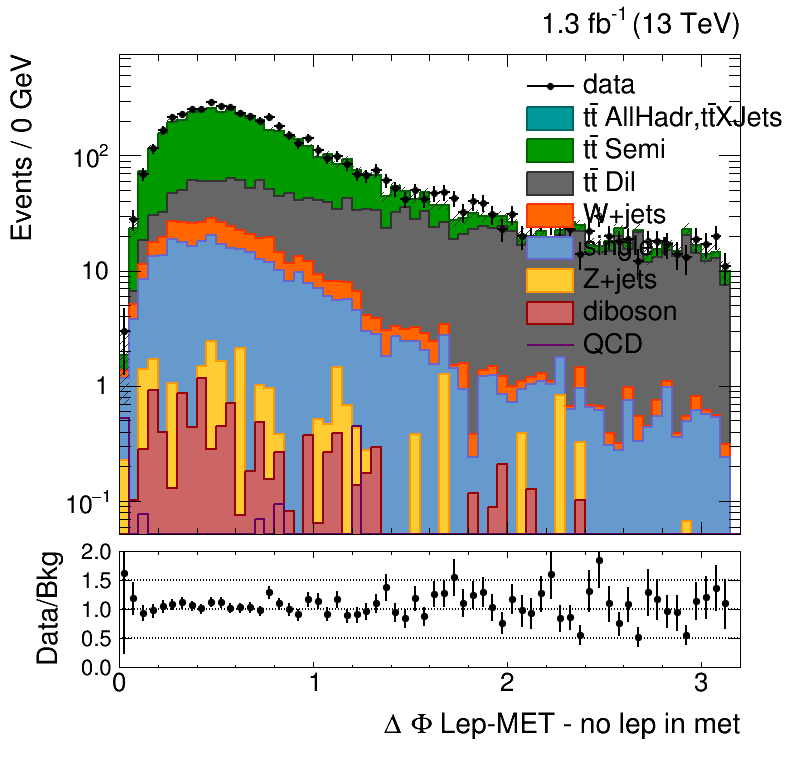 1.3 fb⁻¹ (13 TeV)
Events / 0 GeV
10²
10
1
10⁻¹
data
tt̄ AllHadr,tt̄XJets
tt̄ Semi
tt̄ Dil
W+jets
single
Z+jets
diboson
QCD
Data/Bkg
2.0
1.5
1.0
0.5
0.0
0 1 2 3
Δ Φ Lep-MET - no lep in met